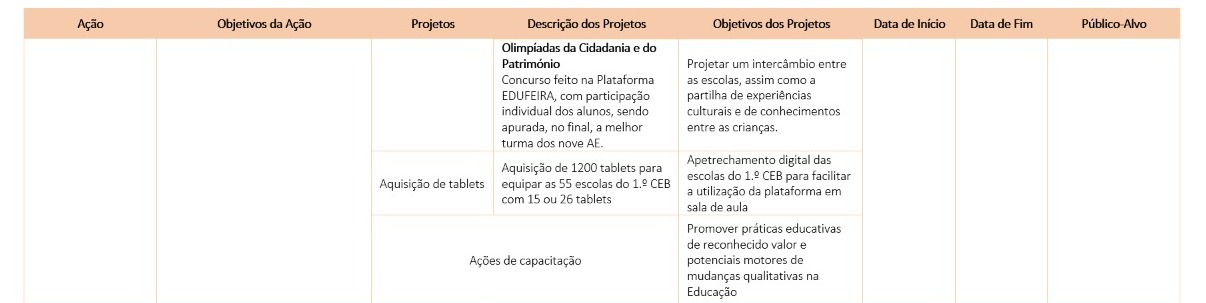 Ação Objetivos da Ação Projetos Descrição dos Projetos Objetivos dos Projetos Data de Início Data de Fim Público-Alvo
Olimpíadas da Cidadania e do
Património
Concurso feito na Plataforma
EDUFEIRA, com participação
individual dos alunos, sendo
apurada, no final, a melhor
turma dos nove AE.
Projetar um intercâmbio entre
as escolas, assim como a
partilha de experiências
culturais e de conhecimentos
entre as crianças.
Aquisição de tablets
Aquisição de 1200 tablets para
equipar as 55 escolas do 1.º CEB
com 15 ou 26 tablets
Apetrechamento digital das
escolas do 1.º CEB para facilitar
a utilização da plataforma em
sala de aula
Ações de capacitação
Promover práticas educativas
de reconhecido valor e
potenciais motores de
mudanças qualitativas na
Educação